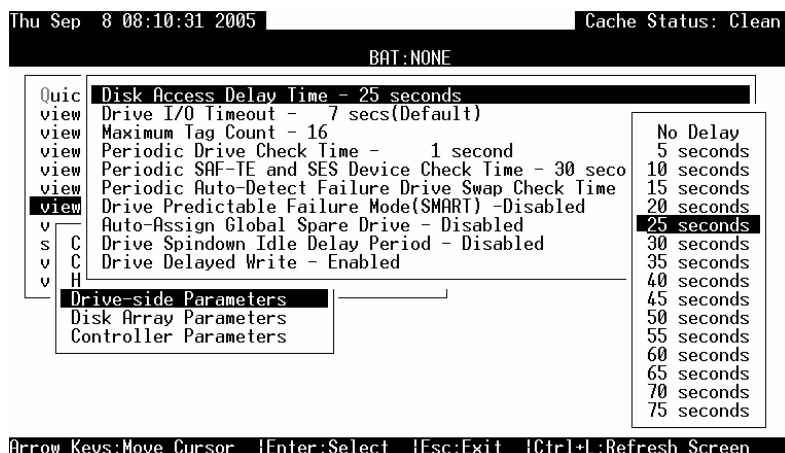 Thu Sep  8 08:10:31 2005 Cache Status: Clean
BAT:NONE
Quic
view
view
view
view
view
view
v
s
v
v
C
C
H
Disk Access Delay Time – 25 seconds
Drive I/O Timeout –   7 secs(Default)
Maximum Tag Count – 16
Periodic Drive Check Time –     1 second
Periodic SAF-TE and SES Device Check Time – 30 seco
Periodic Auto-Detect Failure Drive Swap Check Time
Drive Predictable Failure Mode(SMART) –Disabled
Auto-Assign Global Spare Drive – Disabled
Drive Spindown Idle Delay Period – Disabled
Drive Delayed Write – Enabled
Drive-side Parameters
Disk Array Parameters
Controller Parameters
No Delay
5 seconds
10 seconds
15 seconds
20 seconds
25 seconds
30 seconds
35 seconds
40 seconds
45 seconds
50 seconds
55 seconds
60 seconds
65 seconds
70 seconds
75 seconds
Arrow Keys:Move Cursor  |Enter:Select  |Esc:Exit  |Ctrl+L:Refresh Screen